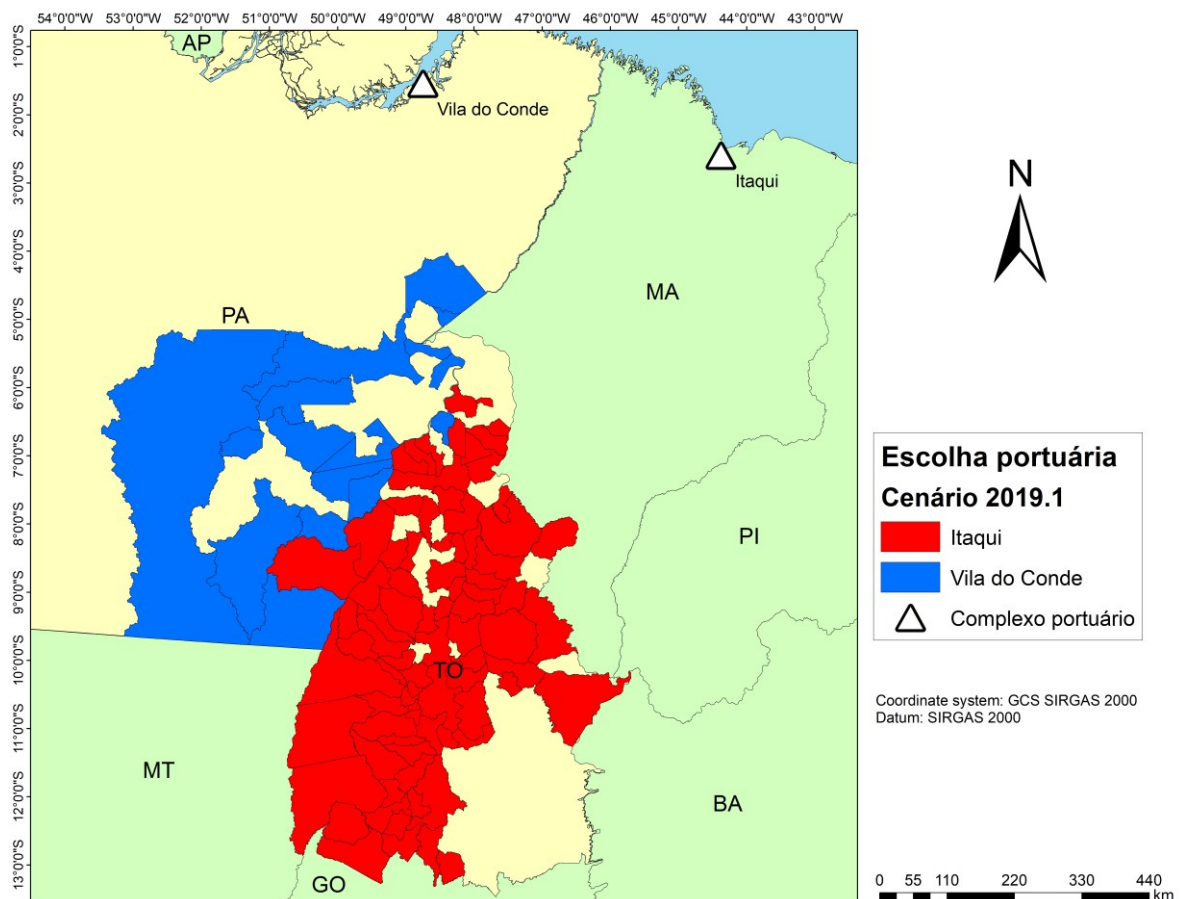 54°0'0"W 53°0'0"W 52°0'0"W 51°0'0"W 50°0'0"W 49°0'0"W 48°0'0"W 47°0'0"W 46°0'0"W 45°0'0"W 44°0'0"W 43°0'0"W
1°0'0"S
2°0'0"S
3°0'0"S
4°0'0"S
5°0'0"S
6°0'0"S
7°0'0"S
8°0'0"S
9°0'0"S
10°0'0"S
11°0'0"S
12°0'0"S
13°0'0"S
AP
Vila do Conde
Itaqui
MA
PA
PI
TO
MT
BA
GO
N
Escolha portuária
Cenário 2019.1
Itaqui
Vila do Conde
Complexo portuário
Coordinate system: GCS SIRGAS 2000
Datum: SIRGAS 2000
0 55 110 220 330 440
km